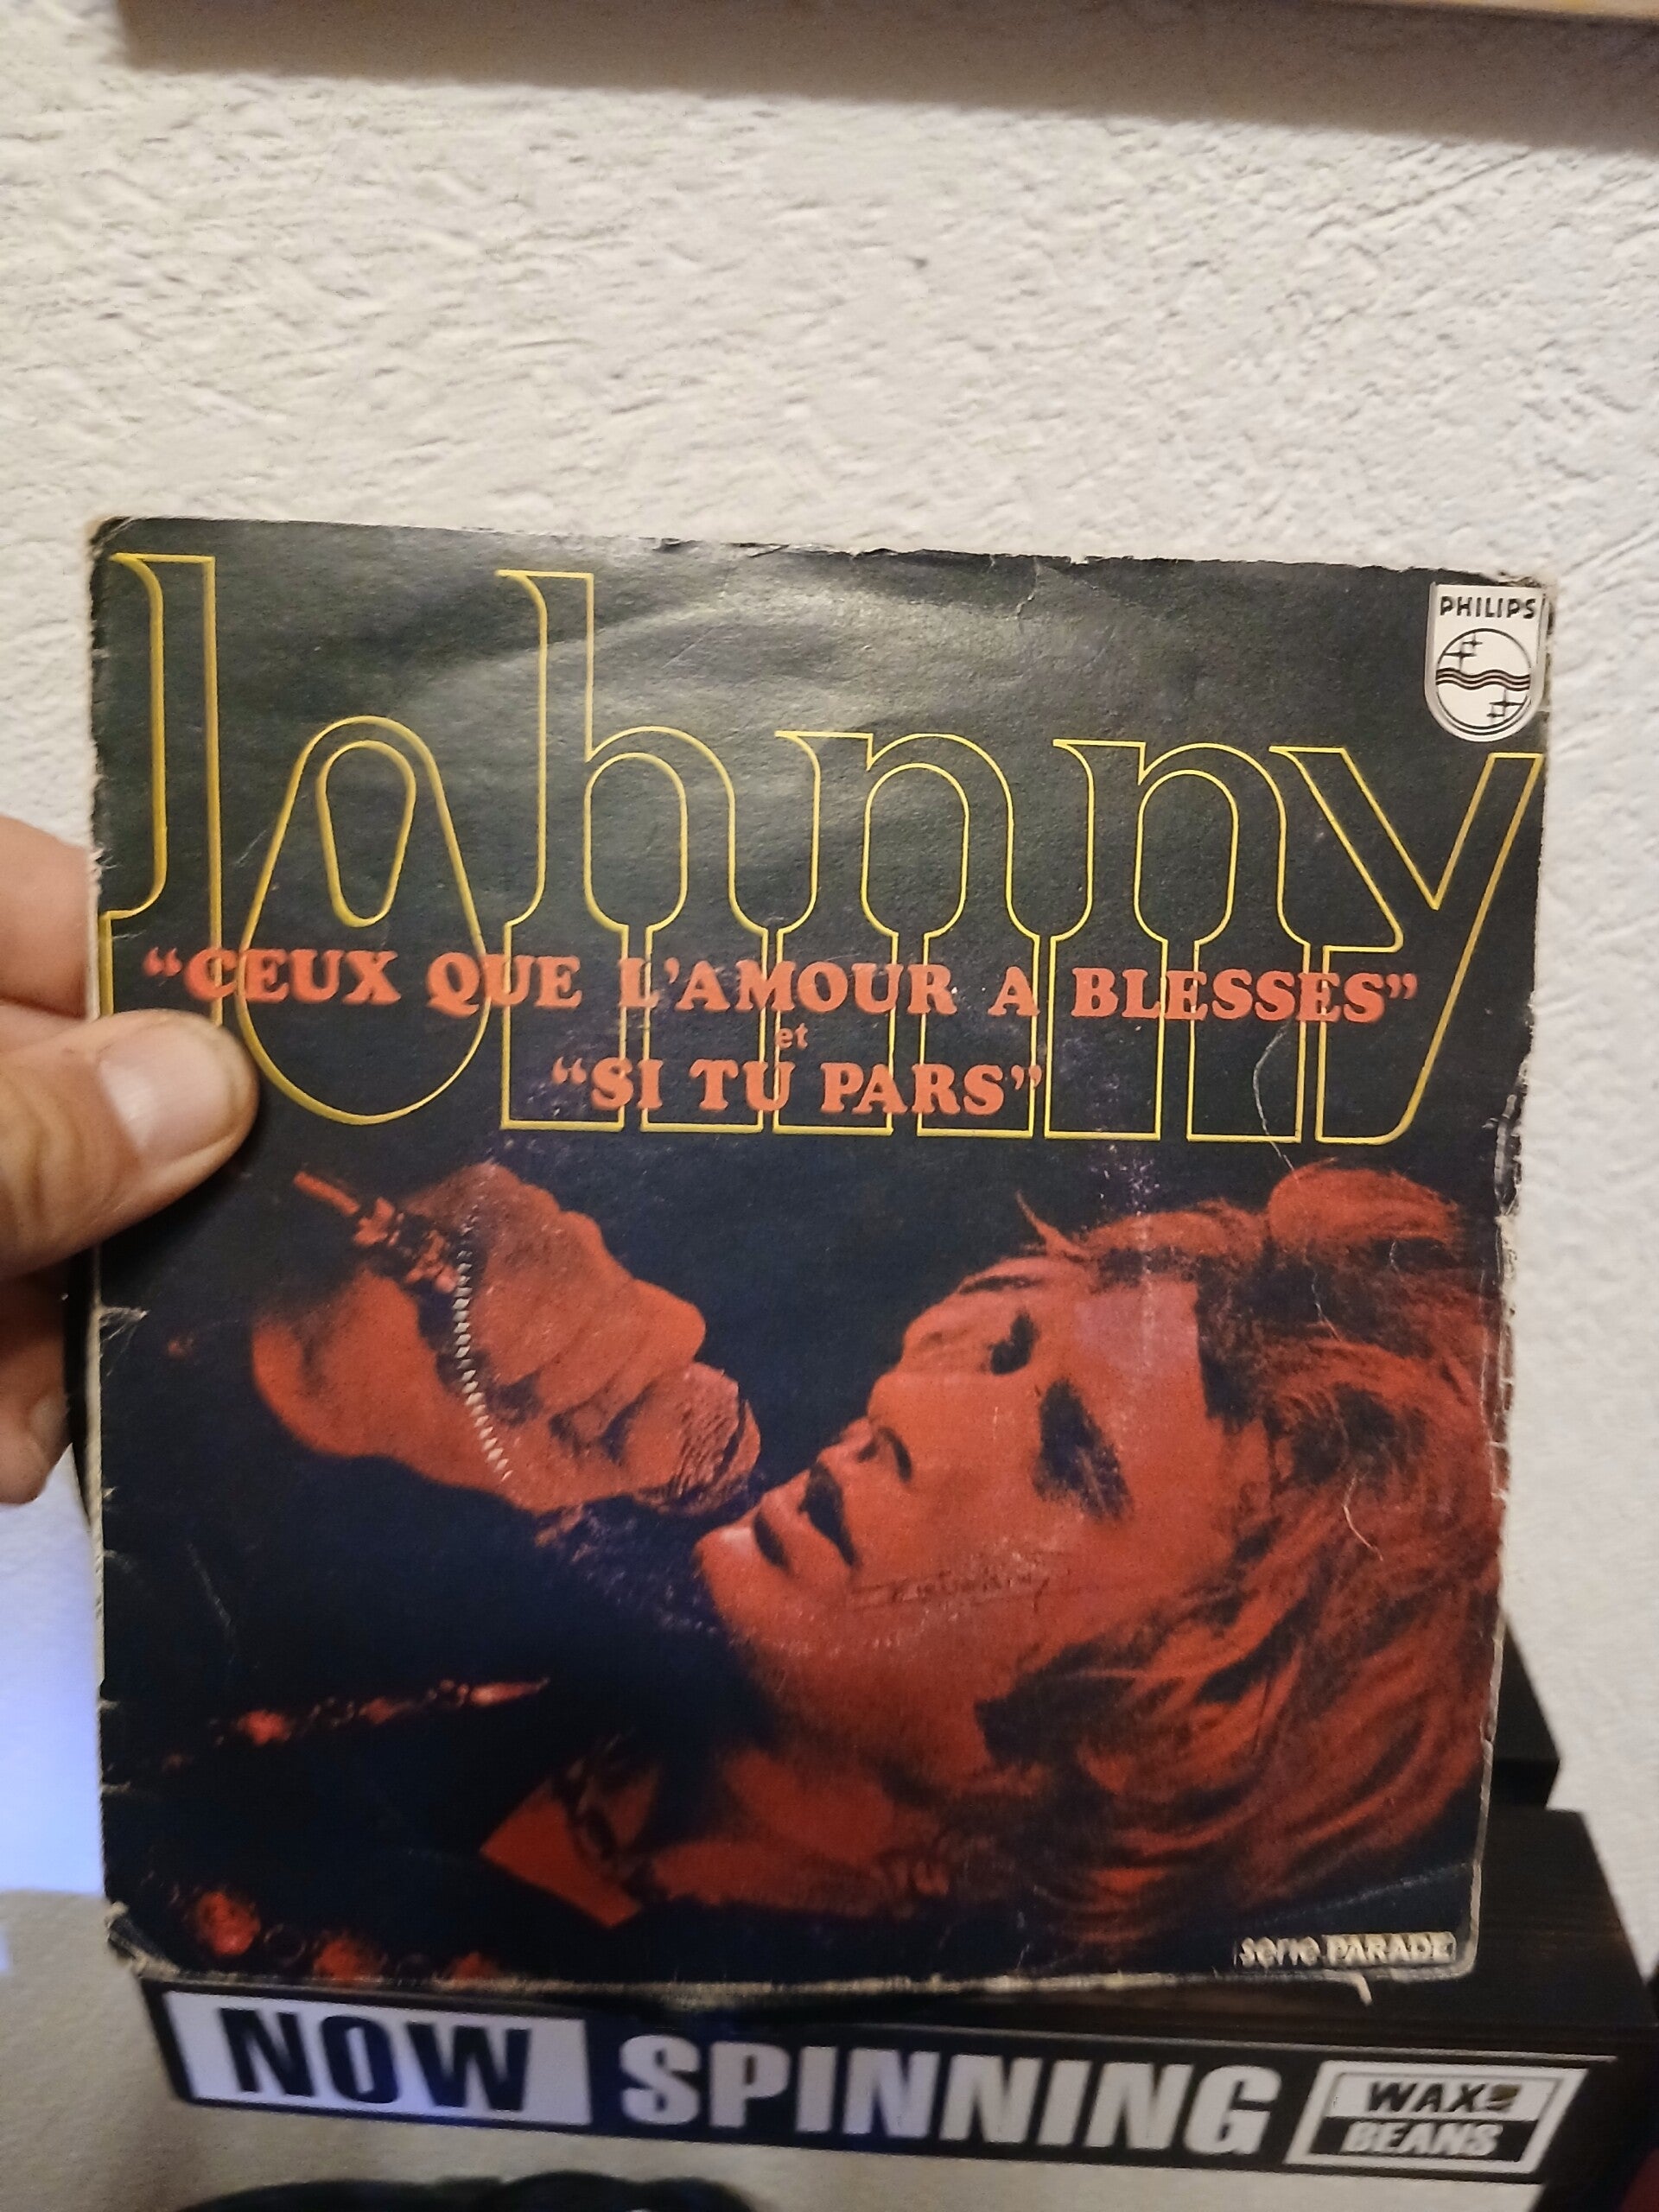 Johnny
PHILIPS
“CEUX QUE L'AMOUR A BLESSES”
et
“SI TU PARS”
serie PARADE
NOW SPINNING
WAX
BEANS